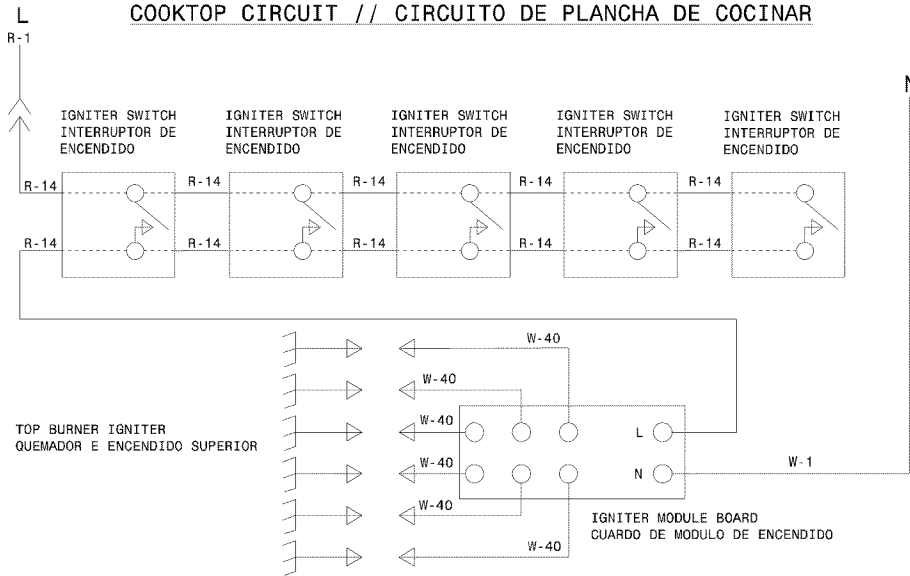 L
COOKTOP CIRCUIT // CIRCUITO DE PLANCHA DE COCINAR
R-1
N
IGNITER SWITCH
INTERRUPTOR DE
ENCENDIDO
IGNITER SWITCH
INTERRUPTOR DE
ENCENDIDO
IGNITER SWITCH
INTERRUPTOR DE
ENCENDIDO
IGNITER SWITCH
INTERRUPTOR DE
ENCENDIDO
IGNITER SWITCH
INTERRUPTOR DE
ENCENDIDO
R-14
R-14
R-14
R-14
R-14
R-14
R-14
R-14
R-14
R-14
W-40
W-40
W-40
TOP BURNER IGNITER
QUEMADOR E ENCENDIDO SUPERIOR
L
W-40
N
W-1
W-40
W-40
IGNITER MODULE BOARD
CUARDO DE MODULO DE ENCENDIDO